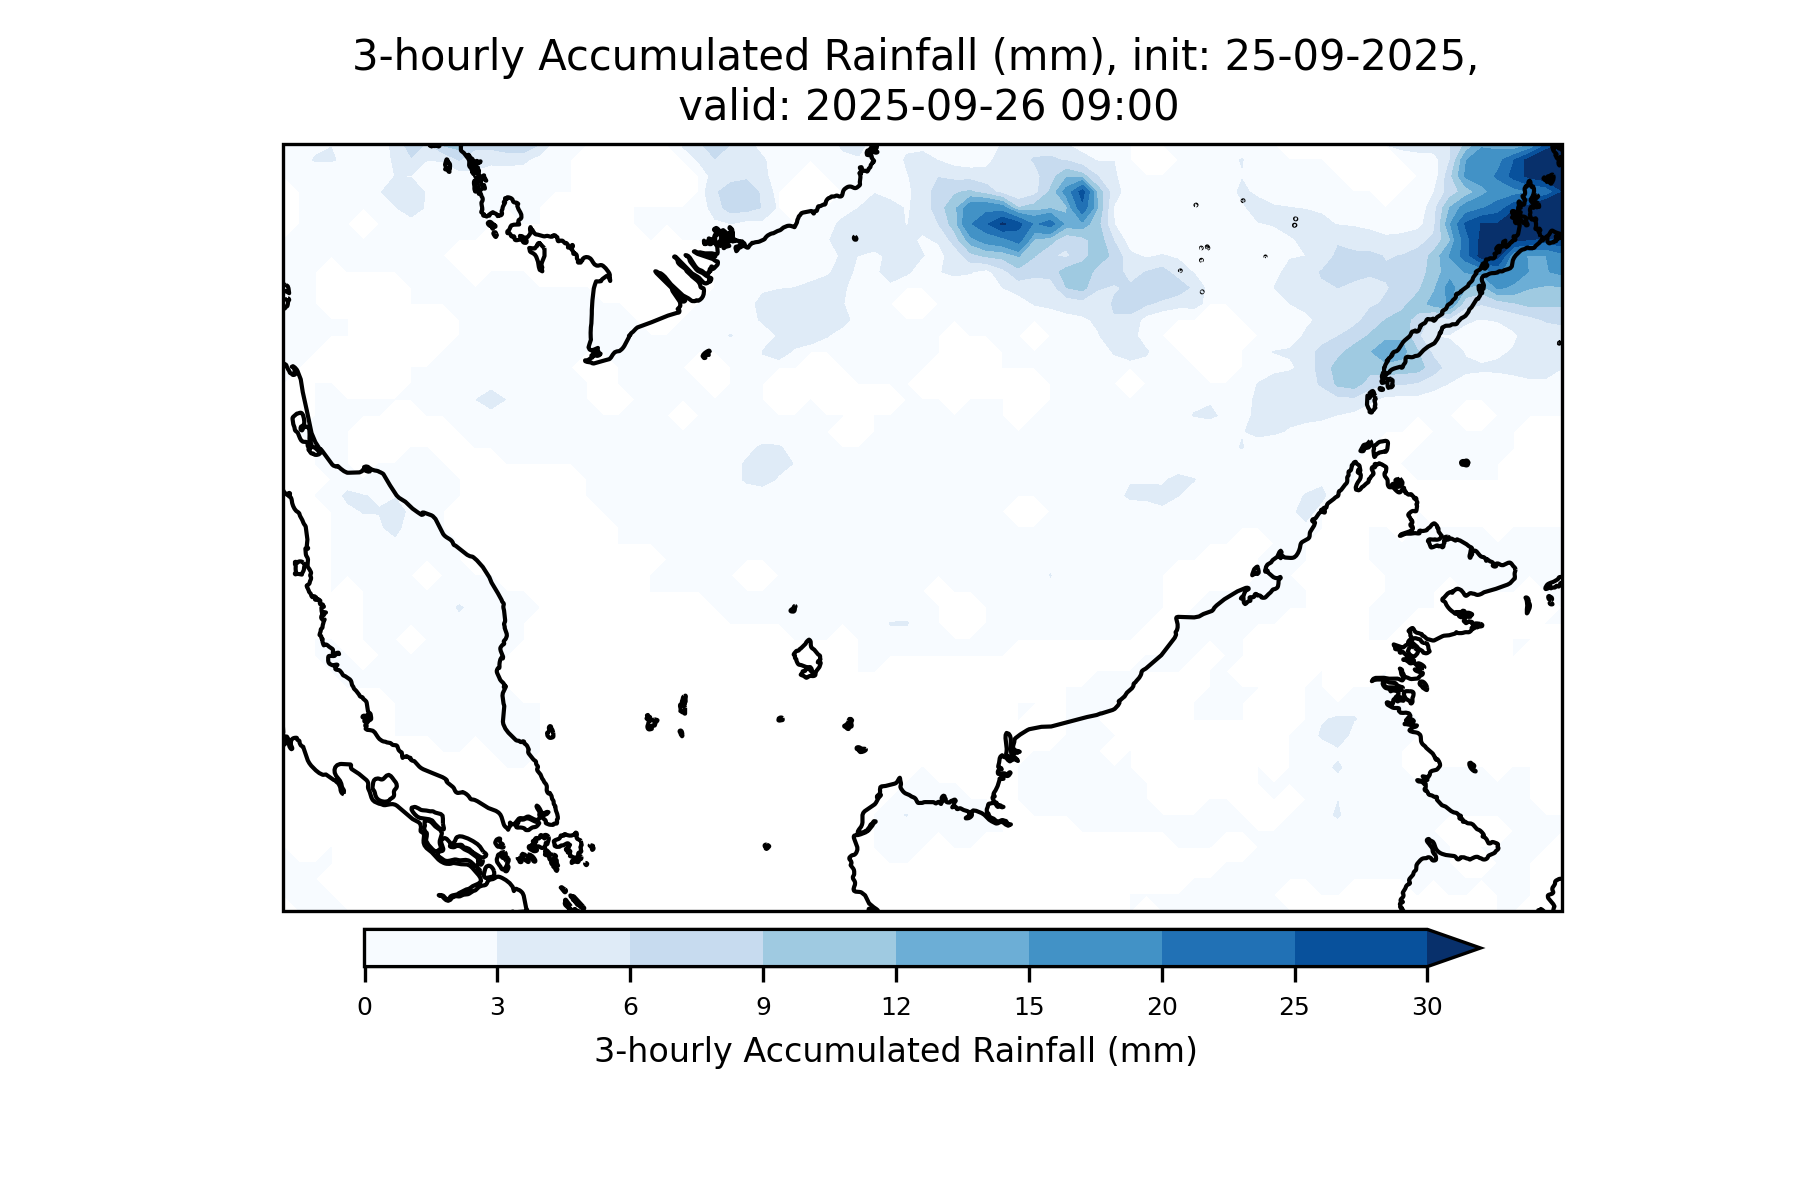 3-hourly Accumulated Rainfall (mm), init: 25-09-2025,
valid: 2025-09-26 09:00
0 3 6 9 12 15 20 25 30
3-hourly Accumulated Rainfall (mm)